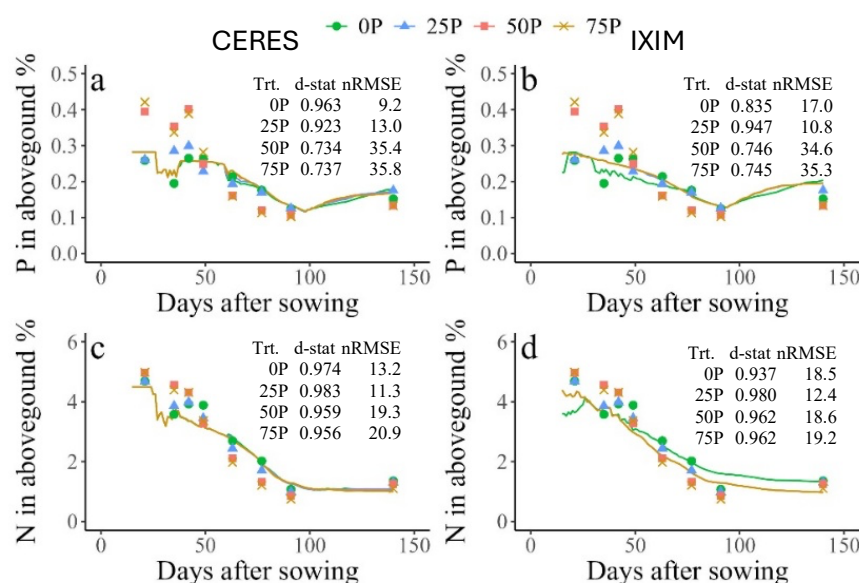 0P 25P 50P 75P
CERES IXIM
a
Trt. d-stat nRMSE
0P 0.963 9.2
25P 0.923 13.0
50P 0.734 35.4
75P 0.737 35.8
P in aboveground %
0.5
0.4
0.3
0.2
0.1
0.0
0 50 100 150
Days after sowing
b
Trt. d-stat nRMSE
0P 0.835 17.0
25P 0.947 10.8
50P 0.746 34.6
75P 0.745 35.3
P in aboveground %
0.5
0.4
0.3
0.2
0.1
0.0
0 50 100 150
Days after sowing
c
Trt. d-stat nRMSE
0P 0.974 13.2
25P 0.983 11.3
50P 0.959 19.3
75P 0.956 20.9
N in aboveground %
6
4
2
0
0 50 100 150
Days after sowing
d
Trt. d-stat nRMSE
0P 0.937 18.5
25P 0.980 12.4
50P 0.962 18.6
75P 0.962 19.2
N in aboveground %
6
4
2
0
0 50 100 150
Days after sowing